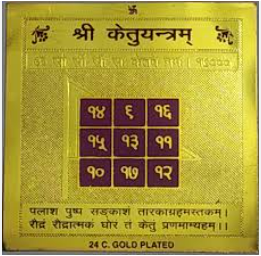 श्री केतुयन्त्रम्
१४ ६ १६
१५ १३ ११
१० १७ १२
पलाश पुष्प सङ्काशं तारकाग्रहमस्तकम्।
रौद्रं रौद्रात्मकं घोरं तं केतुं प्रणमाम्यहम्।।
24 C. GOLD PLATED